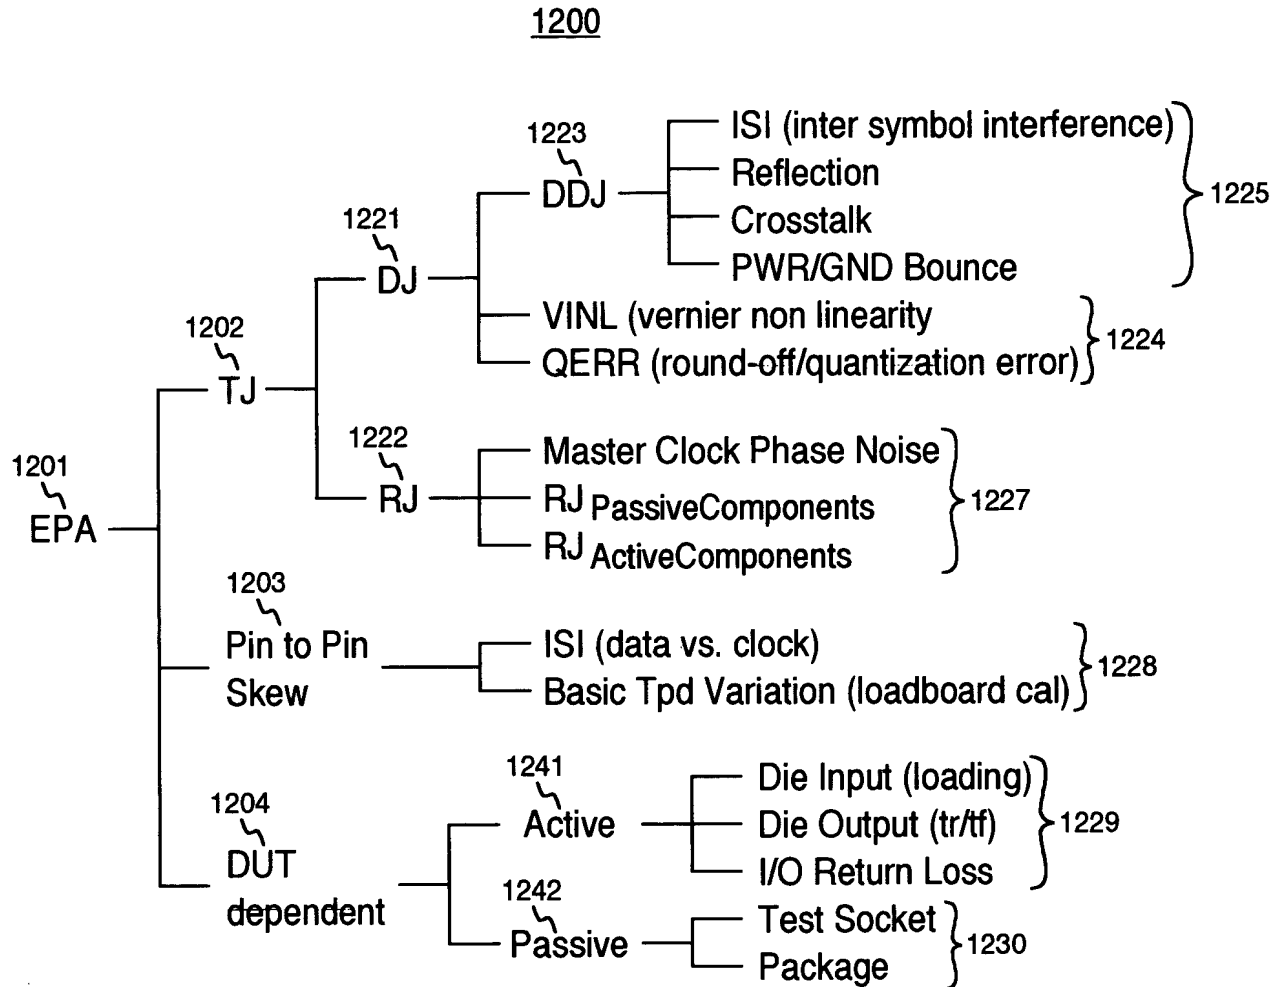 1200
1201
EPA
1202
TJ
1221
DJ
1223
DDJ
ISI (inter symbol interference)
Reflection
Crosstalk
PWR/GND Bounce
1225
VINL (vernier non linearity
QERR (round-off/quantization error)
1224
1222
RJ
Master Clock Phase Noise
RJ PassiveComponents
RJ ActiveComponents
1227
1203
Pin to Pin
Skew
ISI (data vs. clock)
Basic Tpd Variation (loadboard cal)
1228
1204
DUT
dependent
1241
Active
Die Input (loading)
Die Output (tr/tf)
I/O Return Loss
1229
1242
Passive
Test Socket
Package
1230